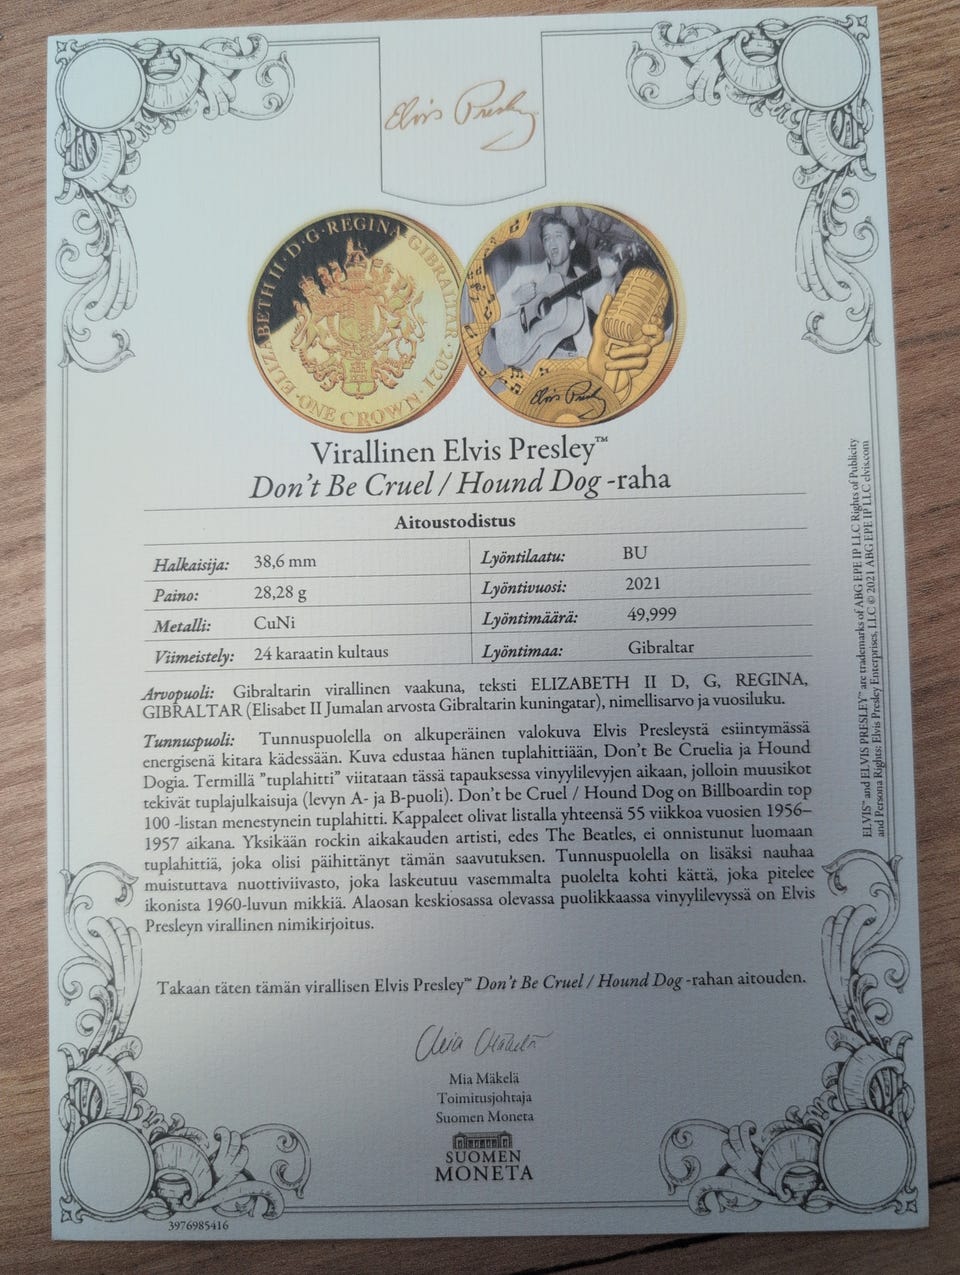 Elvis Presley
ELIZABETH II · D · G · REGINA · GIBRALTAR · 2021
· ONE CROWN ·
Elvis Presley
Virallinen Elvis Presley™
Don't Be Cruel / Hound Dog -raha
Aitoustodistus
Halkaisija: 38,6 mm
Lyöntilaatu: BU
Paino: 28,28 g
Lyöntivuosi: 2021
Metalli: CuNi
Lyöntimäärä: 49,999
Viimeistely: 24 karaatin kultaus
Lyöntimaa: Gibraltar
Arvopuoli: Gibraltarin virallinen vaakuna, teksti ELIZABETH II D, G, REGINA,
GIBRALTAR (Elisabet II Jumalan arvosta Gibraltarin kuningatar), nimellisarvo ja vuosiluku.
Tunnuspuoli: Tunnuspuolella on alkuperäinen valokuva Elvis Presleystä esiintymässä
energisenä kitara kädessään. Kuva edustaa hänen tuplahittiään, Don't Be Cruelia ja Hound
Dogia. Termillä "tuplahitti" viitataan tässä tapauksessa vinyylilevyjen aikaan, jolloin muusikot
tekivät tuplajulkaisuja (levyn A- ja B-puoli). Don't be Cruel / Hound Dog on Billboardin top
100 -listan menestynein tuplahitti. Kappaleet olivat listalla yhteensä 55 viikkoa vuosien 1956–
1957 aikana. Yksikään rockin aikakauden artisti, edes The Beatles, ei onnistunut luomaan
tuplahittiä, joka olisi päihittänyt tämän saavutuksen. Tunnuspuolella on lisäksi nauhaa
muistuttava nuottiviivasto, joka laskeutuu vasemmalta puolelta kohti kättä, joka pitelee
ikonista 1960-luvun mikkiä. Alaosan keskiosassa olevassa puolikkaassa vinyylilevyssä on Elvis
Presleyn virallinen nimikirjoitus.
Takaan täten tämän virallisen Elvis Presley™ Don't Be Cruel / Hound Dog -rahan aitouden.
Mia Mäkelä
Mia Mäkelä
Toimitusjohtaja
Suomen Moneta
SUOMEN
MONETA
3976985416
ELVIS™ and ELVIS PRESLEY™ are trademarks of ABG EPE IP LLC Rights of Publicity
and Persona Rights: Elvis Presley Enterprises, LLC © 2021 ABG EPE IP LLC elvis.com